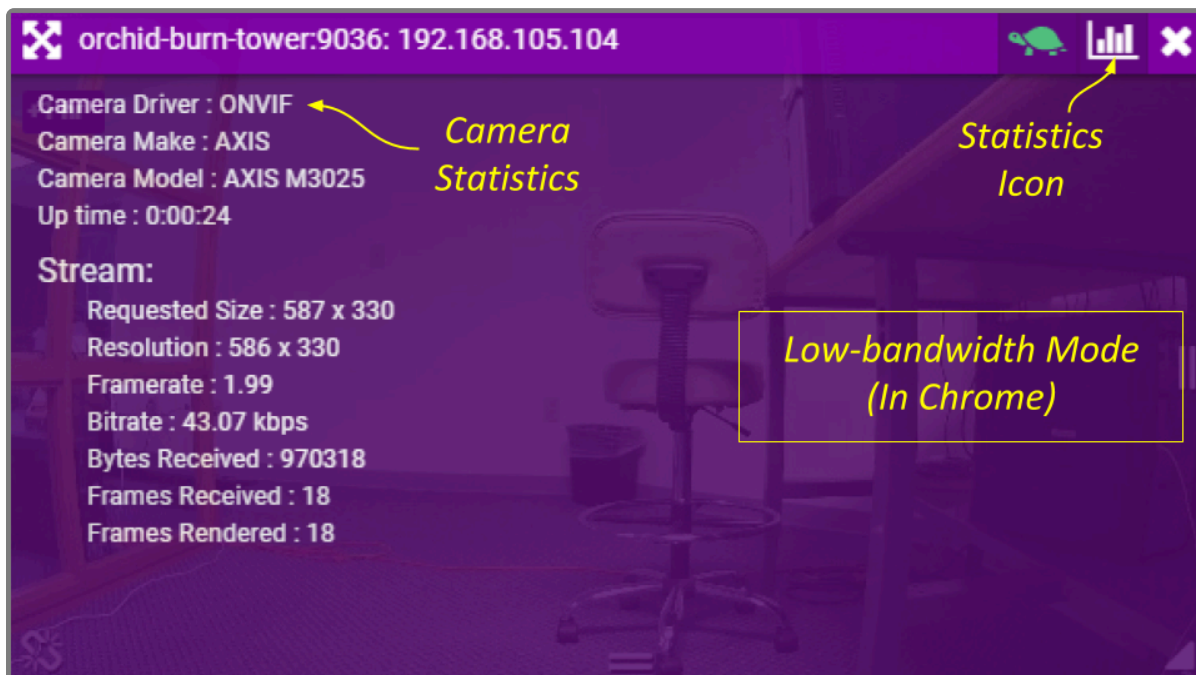 orchid-burn-tower:9036: 192.168.105.104
Camera Driver : ONVIF
Camera Make : AXIS
Camera Model : AXIS M3025
Up time : 0:00:24
Camera
Statistics
Statistics
Icon
Stream:
Requested Size : 587 x 330
Resolution : 586 x 330
Framerate : 1.99
Bitrate : 43.07 kbps
Bytes Received : 970318
Frames Received : 18
Frames Rendered : 18
Low-bandwidth Mode
(In Chrome)